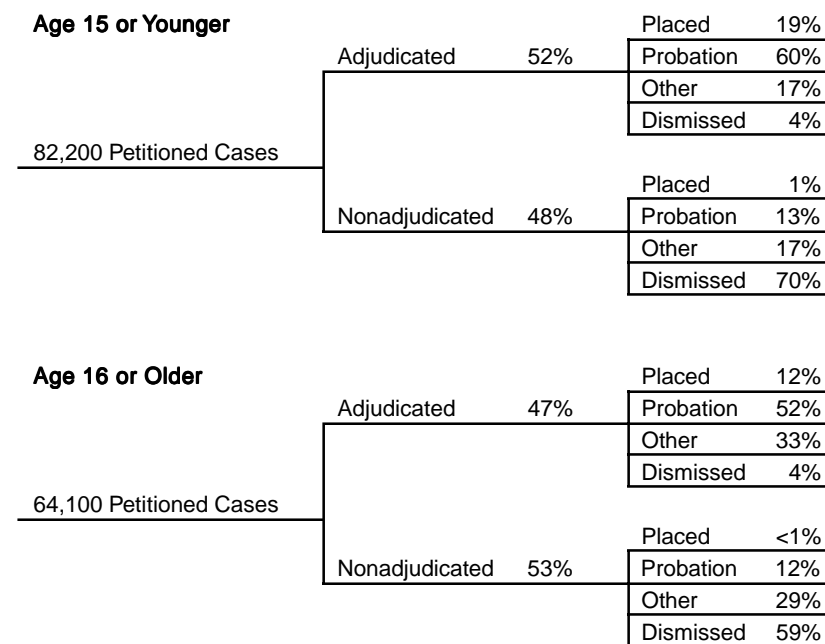 Age 15 or Younger
Placed 19%
Adjudicated 52% Probation 60%
Other 17%
Dismissed 4%
82,200 Petitioned Cases
Placed 1%
Nonadjudicated 48% Probation 13%
Other 17%
Dismissed 70%
Age 16 or Older
Placed 12%
Adjudicated 47% Probation 52%
Other 33%
Dismissed 4%
64,100 Petitioned Cases
Placed <1%
Nonadjudicated 53% Probation 12%
Other 29%
Dismissed 59%